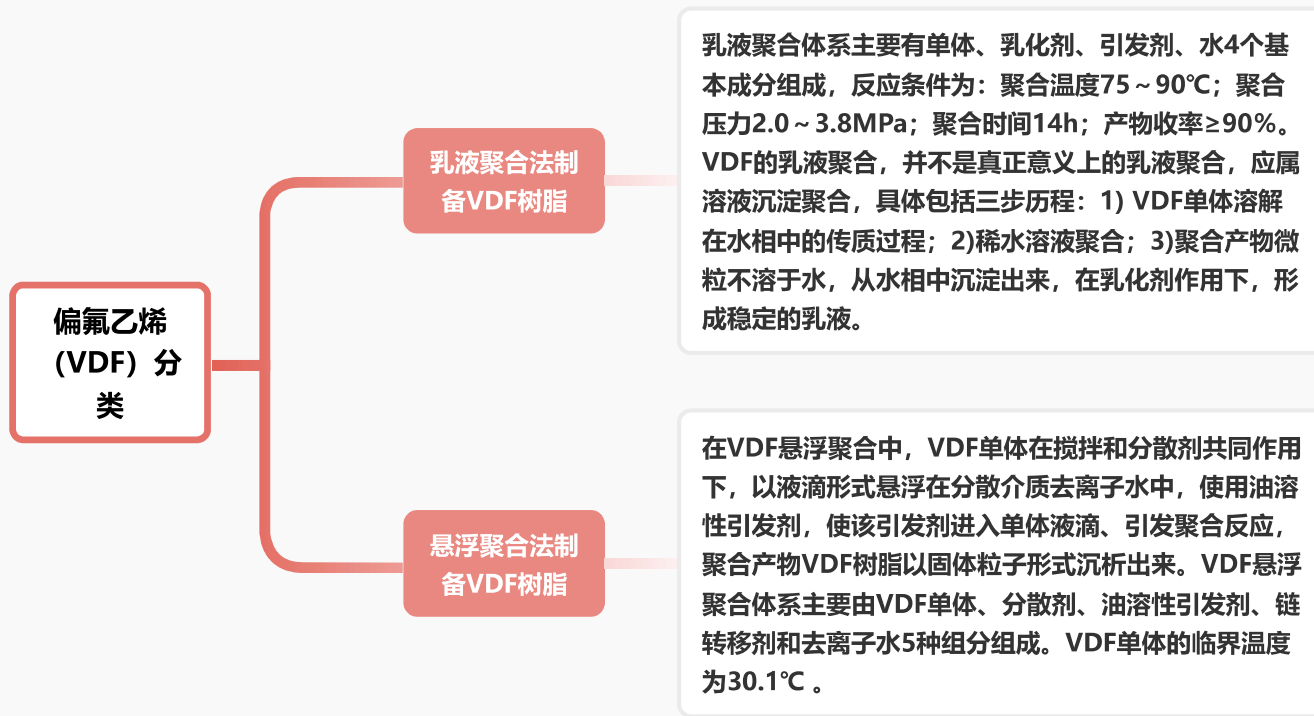 偏氟乙烯
（VDF）分
类
乳液聚合法制
备VDF树脂
乳液聚合体系主要有单体、乳化剂、引发剂、水4个基
本成分组成，反应条件为：聚合温度75～90℃；聚合
压力2.0～3.8MPa；聚合时间14h；产物收率≥90%。
VDF的乳液聚合，并不是真正意义上的乳液聚合，应属
溶液沉淀聚合，具体包括三步历程：1) VDF单体溶解
在水相中的传质过程；2)稀水溶液聚合；3)聚合产物微
粒不溶于水，从水相中沉淀出来，在乳化剂作用下，形
成稳定的乳液。
悬浮聚合法制
备VDF树脂
在VDF悬浮聚合中，VDF单体在搅拌和分散剂共同作用
下，以液滴形式悬浮在分散介质去离子水中，使用油溶
性引发剂，使该引发剂进入单体液滴、引发聚合反应，
聚合产物VDF树脂以固体粒子形式沉析出来。VDF悬浮
聚合体系主要由VDF单体、分散剂、油溶性引发剂、链
转移剂和去离子水5种组分组成。VDF单体的临界温度
为30.1℃ 。